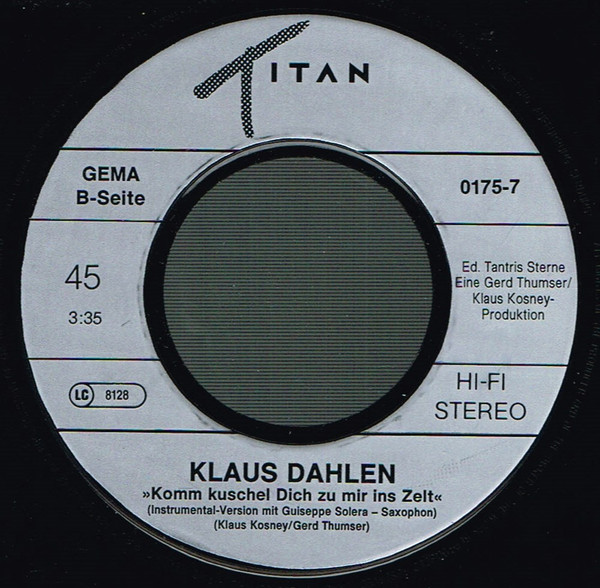 TITAN
GEMA
B-Seite
0175-7
45
3:35
Ed. Tantris Sterne
Eine Gerd Thumser/
Klaus Kosney-
Produktion
LC 8128
HI-FI
STEREO
KLAUS DAHLEN
»Komm kuschel Dich zu mir ins Zelt«
(Instrumental-Version mit Guiseppe Solera – Saxophon)
(Klaus Kosney/Gerd Thumser)